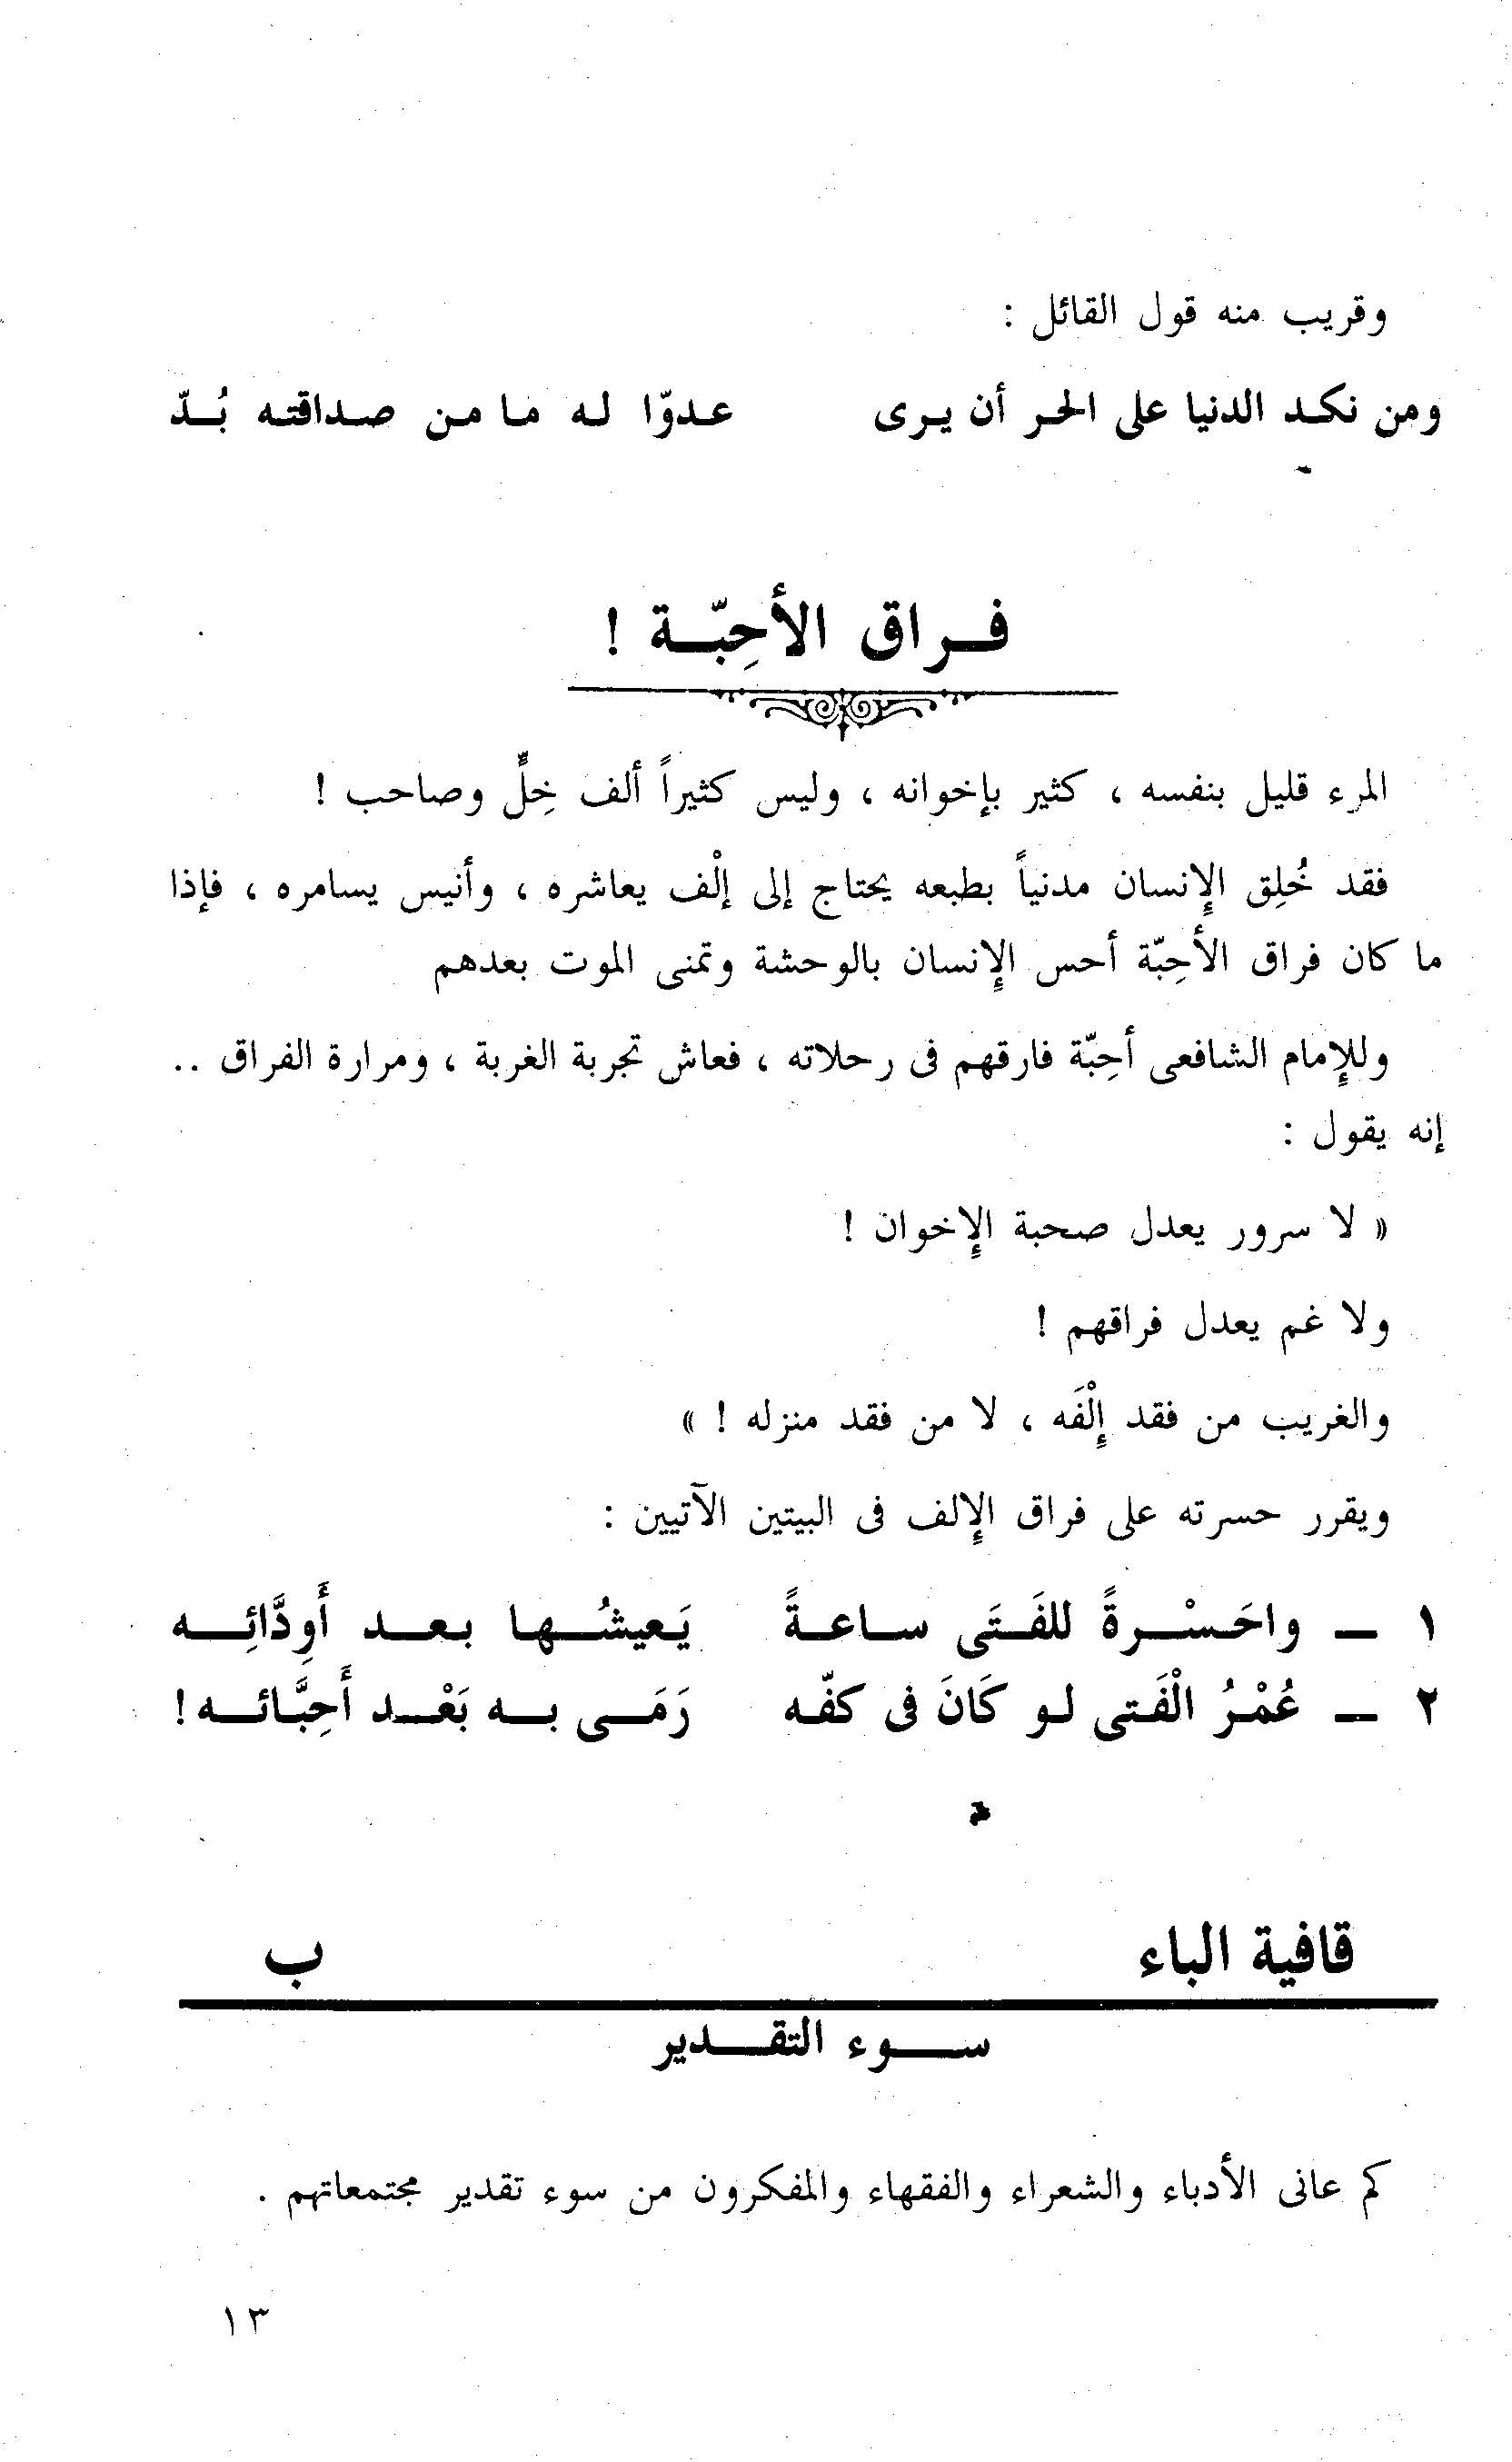 وقريب منه قول القائل :
ومن نكد الدنيا على الحر أن يرى عدوّا له ما من صداقته بُدّ
فراق الأحِبّة !
المرء قليل بنفسه ، كثير بإخوانه ، وليس كثيراً ألف خِلٍّ وصاحب !
فقد خُلِق الإنسان مدنياً بطبعه يحتاج إلى إلْف يعاشره ، وأنيس يسامره ، فإذا
ما كان فراق الأحِبّة أحس الإنسان بالوحشة وتمنى الموت بعدهم
وللإمام الشافعى أحِبّة فارقهم فى رحلاته ، فعاش تجربة الغربة ، ومرارة الفراق ..
إنه يقول :
« لا سرور يعدل صحبة الإخوان !
ولا غم يعدل فراقهم !
والغريب من فقد إِلْفَه ، لا من فقد منزله ! »
ويقرر حسرته على فراق الإلف فى البيتين الآتيين :
١ ــ واحَسْرةً للفَتَى ساعةً يَعيشُها بعد أَوِدَّائِه
٢ ــ عُمْرُ الْفَتى لو كَانَ فى كفّه رَمَى به بَعْد أَحِبَّائه !
قافية الباء ب
سوء التقدير
كم عانى الأدباء والشعراء والفقهاء والمفكرون من سوء تقدير مجتمعاتهم .
١٣